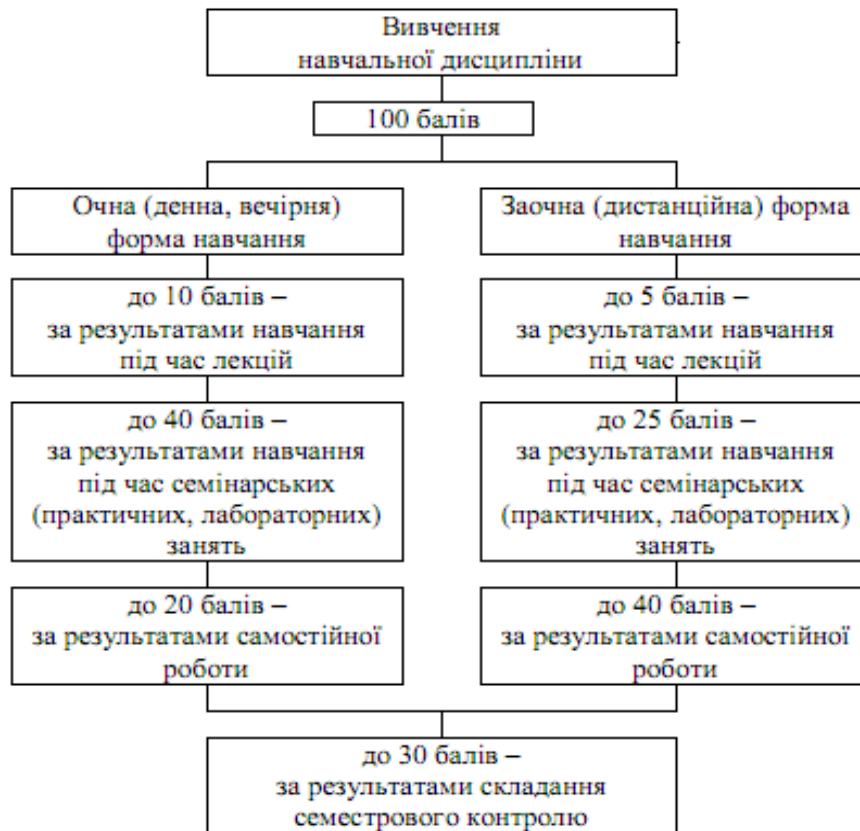 Вивчення
навчальної дисципліни
100 балів
Очна (денна, вечірня)
форма навчання
Заочна (дистанційна) форма
навчання
до 10 балів –
за результатами навчання
під час лекцій
до 5 балів –
за результатами навчання
під час лекцій
до 40 балів –
за результатами навчання
під час семінарських
(практичних, лабораторних)
занять
до 25 балів –
за результатами навчання
під час семінарських
(практичних, лабораторних)
занять
до 20 балів –
за результатами самостійної
роботи
до 40 балів –
за результатами самостійної
роботи
до 30 балів –
за результатами складання
семестрового контролю